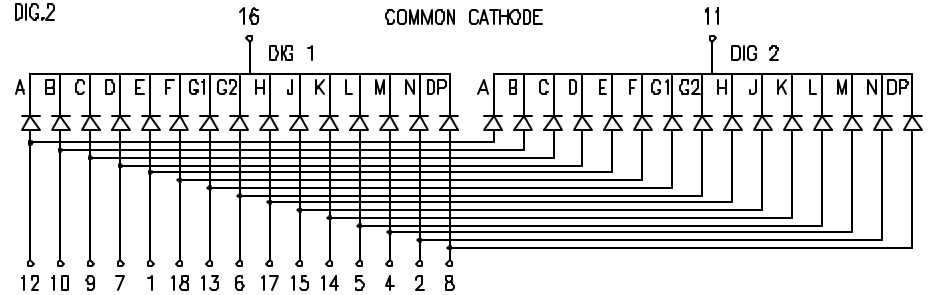 DIG.2
16 COMMON CATHODE 11
DIG 1 DIG 2
A B C D E F G1 G2 H J K L M N DP A B C D E F G1 G2 H J K L M N DP
12 10 9 7 1 18 13 6 17 15 14 5 4 2 8